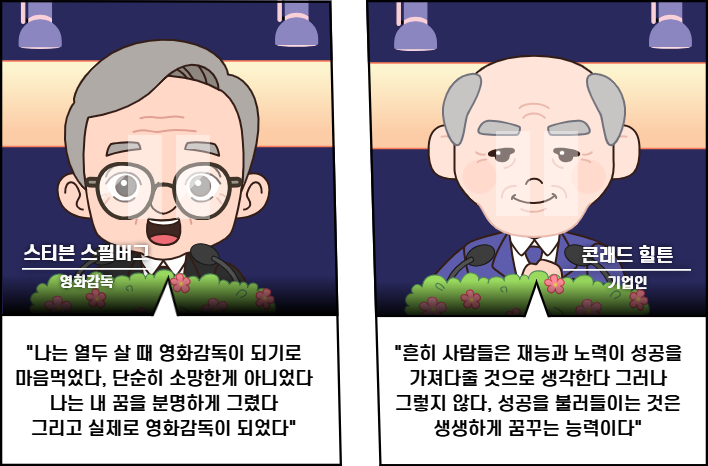 스티븐 스필버그
영화감독
"나는 열두 살 때 영화감독이 되기로
마음먹었다, 단순히 소망한게 아니었다
나는 내 꿈을 분명하게 그렸다
그리고 실제로 영화감독이 되었다"
콘래드 힐튼
기업인
"흔히 사람들은 재능과 노력이 성공을
가져다줄 것으로 생각한다 그러나
그렇지 않다, 성공을 불러들이는 것은
생생하게 꿈꾸는 능력이다"